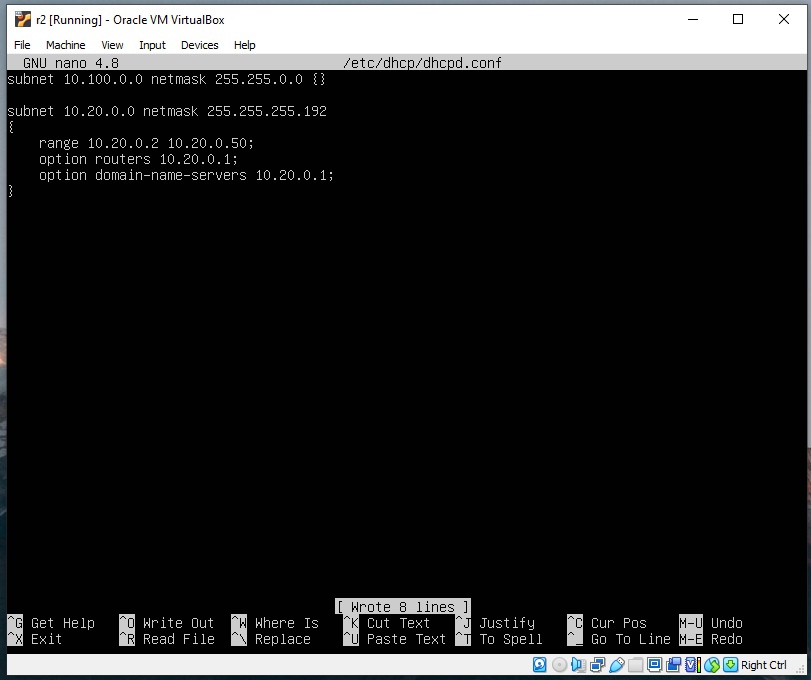 r2 [Running] - Oracle VM VirtualBox
File Machine View Input Devices Help
GNU nano 4.8 /etc/dhcp/dhcpd.conf
subnet 10.100.0.0 netmask 255.255.0.0 {}
subnet 10.20.0.0 netmask 255.255.255.192
{
range 10.20.0.2 10.20.0.50;
option routers 10.20.0.1;
option domain-name-servers 10.20.0.1;
}
[ Wrote 8 lines ]
^G Get Help ^O Write Out ^W Where Is ^K Cut Text ^J Justify ^C Cur Pos M-U Undo
^X Exit ^R Read File ^\ Replace ^U Paste Text ^T To Spell ^_ Go To Line M-E Redo
Right Ctrl